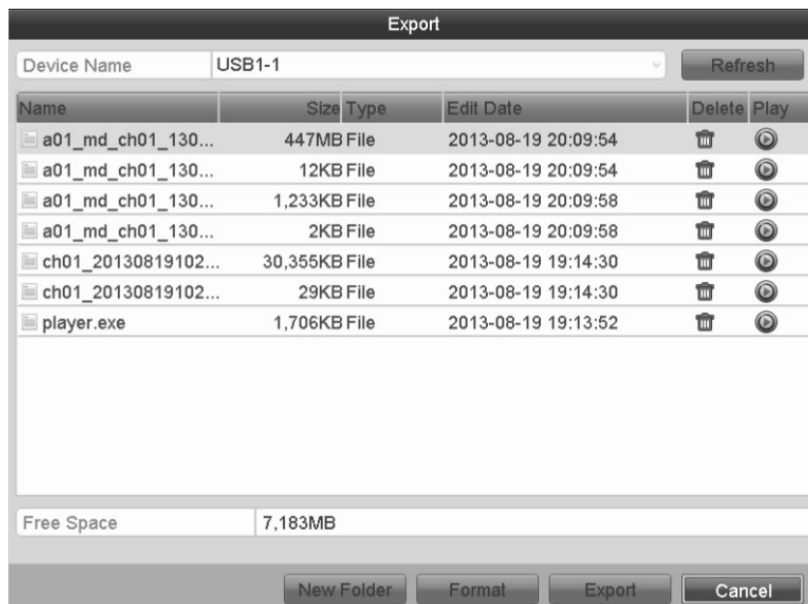 Export
Device Name USB1-1 Refresh
Name Size Type Edit Date Delete Play
a01_md_ch01_130... 447MB File 2013-08-19 20:09:54
a01_md_ch01_130... 12KB File 2013-08-19 20:09:54
a01_md_ch01_130... 1,233KB File 2013-08-19 20:09:58
a01_md_ch01_130... 2KB File 2013-08-19 20:09:58
ch01_20130819102... 30,355KB File 2013-08-19 19:14:30
ch01_20130819102... 29KB File 2013-08-19 19:14:30
player.exe 1,706KB File 2013-08-19 19:13:52
Free Space 7,183MB
New Folder Format Export Cancel